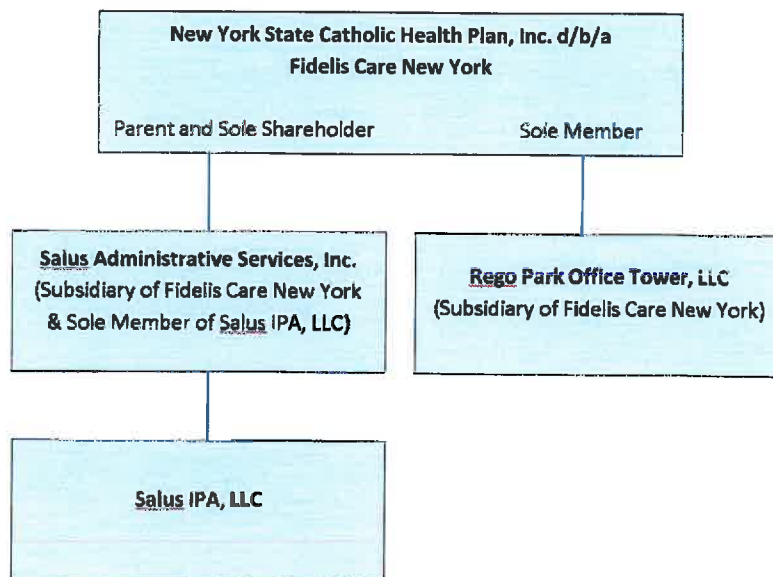 New York State Catholic Health Plan, Inc. d/b/a
Fidelis Care New York
Parent and Sole Shareholder
Sole Member
Salus Administrative Services, Inc.
(Subsidiary of Fidelis Care New York
& Sole Member of Salus IPA, LLC)
Rego Park Office Tower, LLC
(Subsidiary of Fidelis Care New York)
Salus IPA, LLC